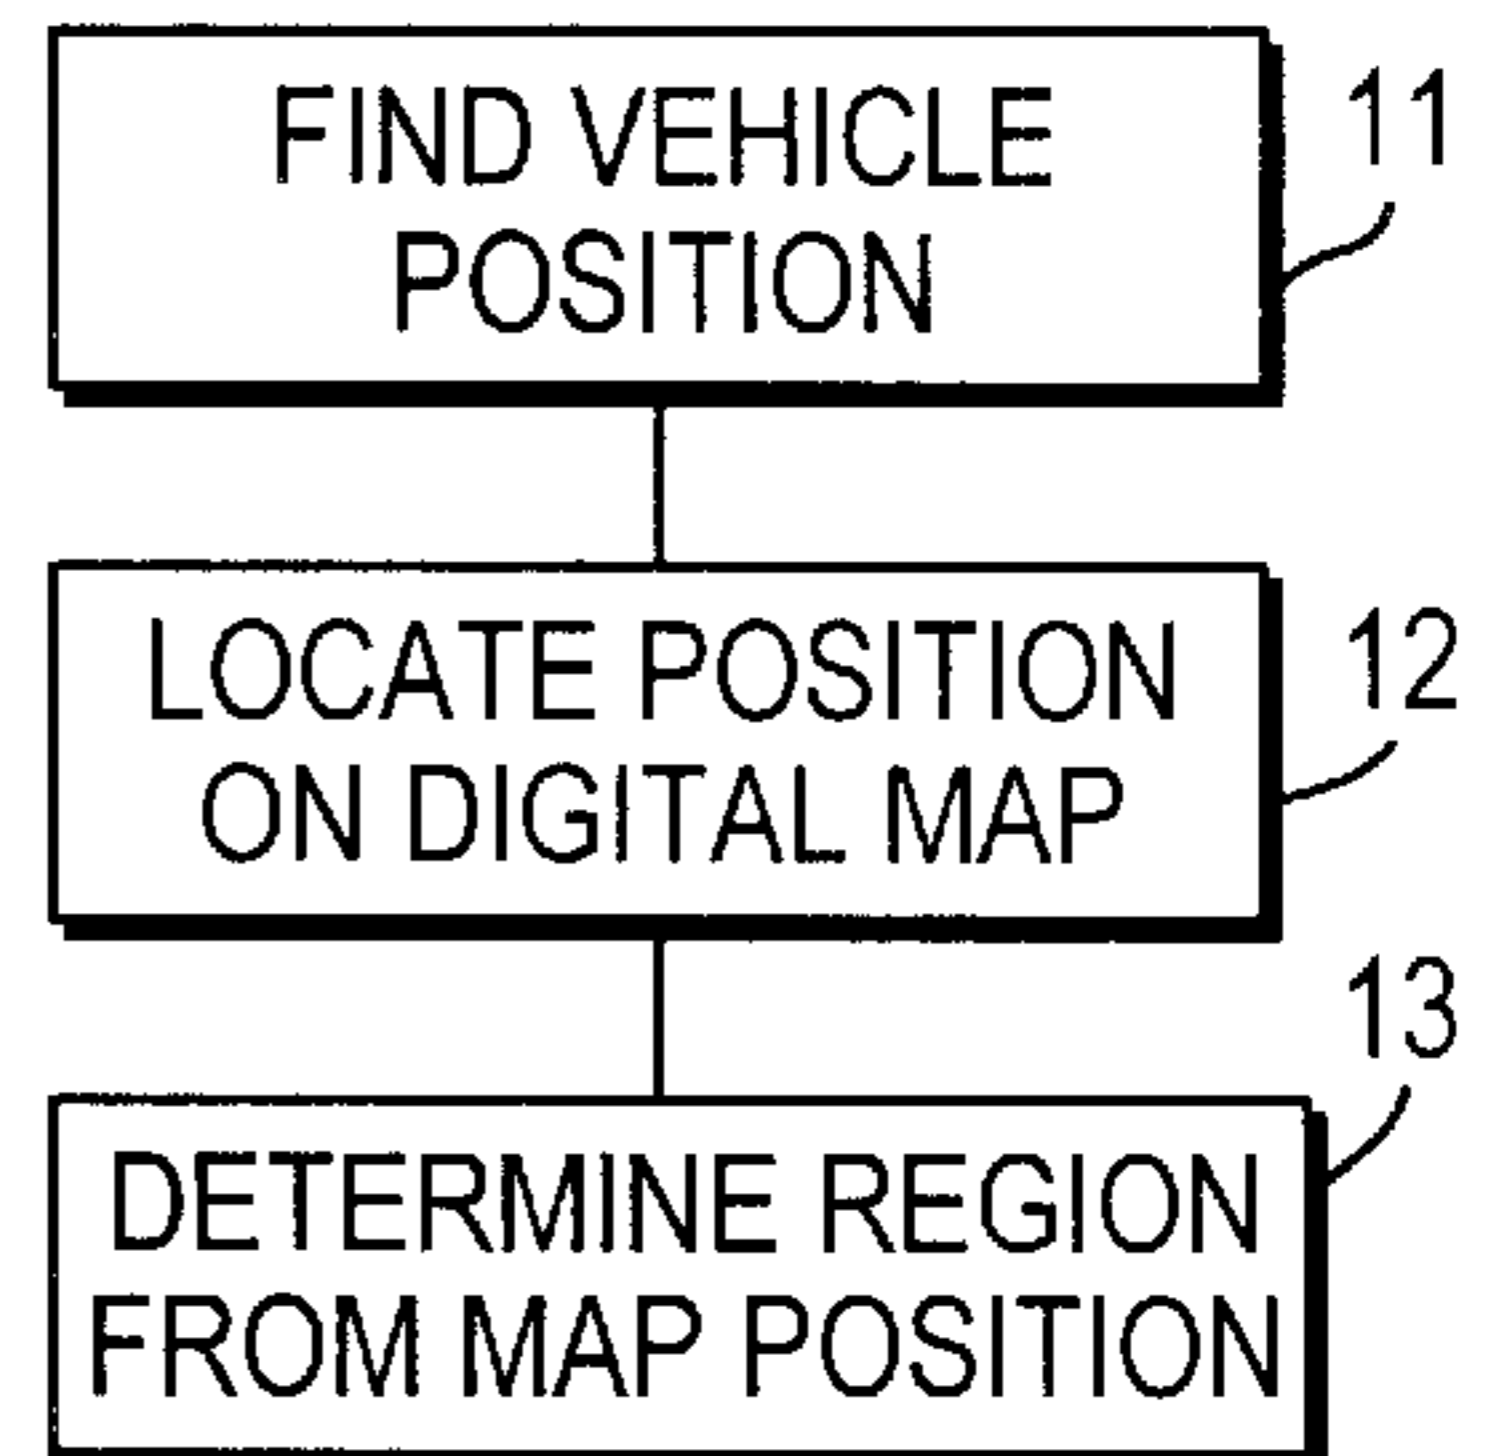 FIND VEHICLE
POSITION
11
LOCATE POSITION
ON DIGITAL MAP
12
13
DETERMINE REGION
FROM MAP POSITION